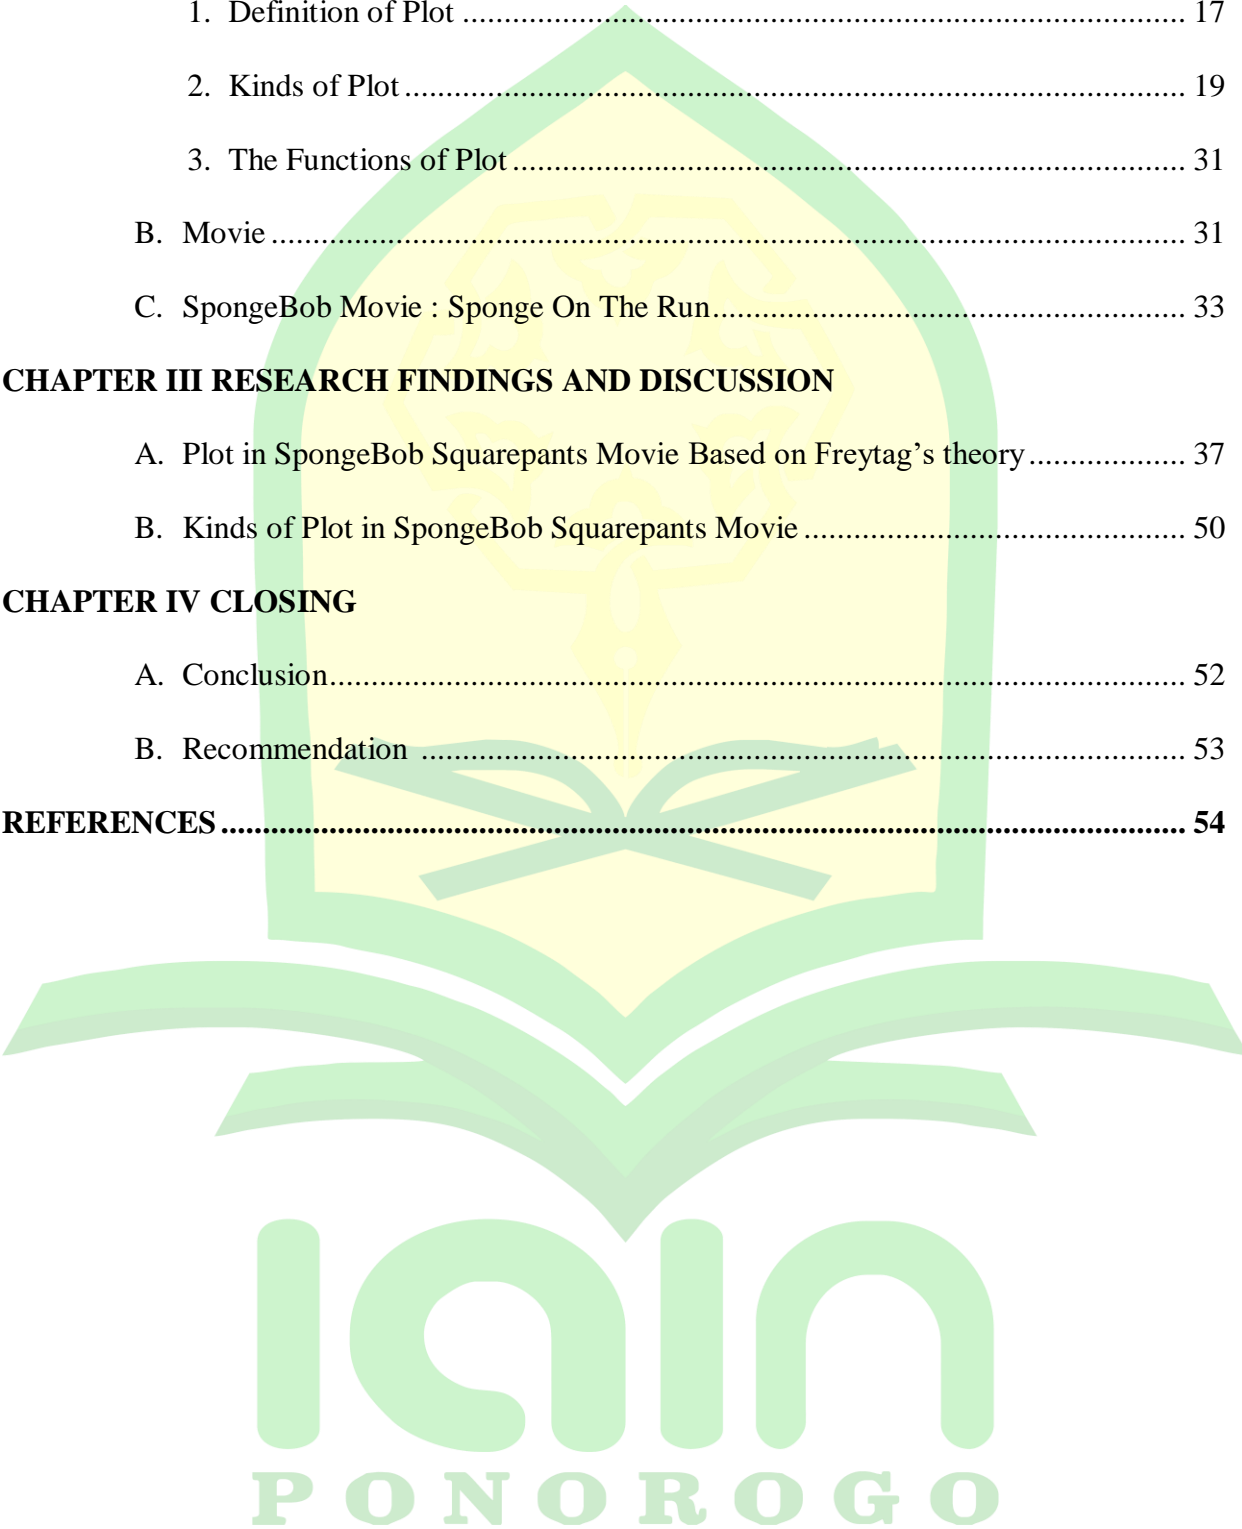 1. Definition of Plot ........................................................................................ 17
2. Kinds of Plot ............................................................................................... 19
3. The Functions of Plot .................................................................................. 31
B. Movie ............................................................................................................... 31
C. SpongeBob Movie : Sponge On The Run.......................................................... 33
CHAPTER III RESEARCH FINDINGS AND DISCUSSION
A. Plot in SpongeBob Squarepants Movie Based on Freytag’s theory ................... 37
B. Kinds of Plot in SpongeBob Squarepants Movie .............................................. 50
CHAPTER IV CLOSING
A. Conclusion........................................................................................................ 52
B. Recommendation ............................................................................................. 53
REFERENCES ..................................................................................................................... 54
iain
PONOROGO